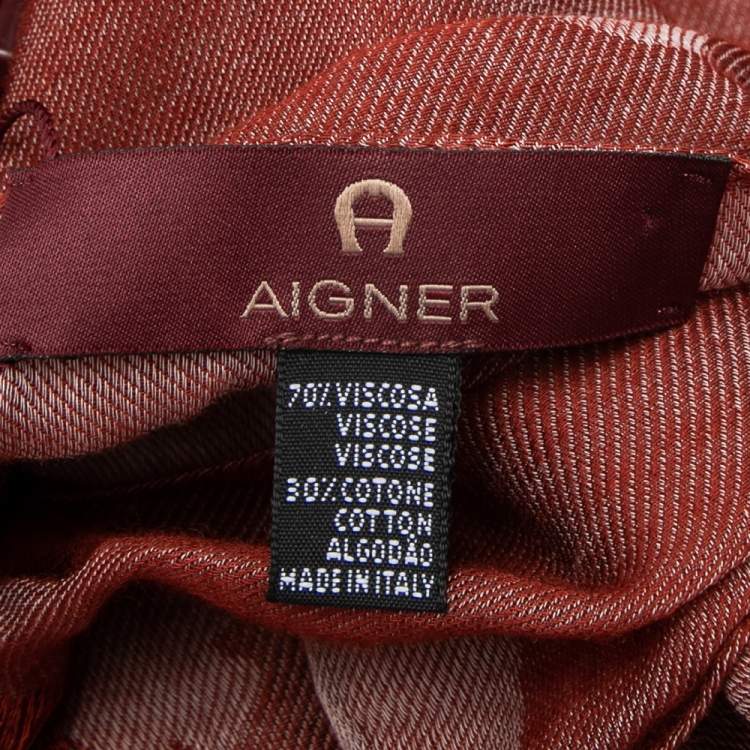 AIGNER
70% VISCOSA
VISCOSE
VISCOSE
30% COTONE
COTTON
ALGODÃO
MADE IN ITALY